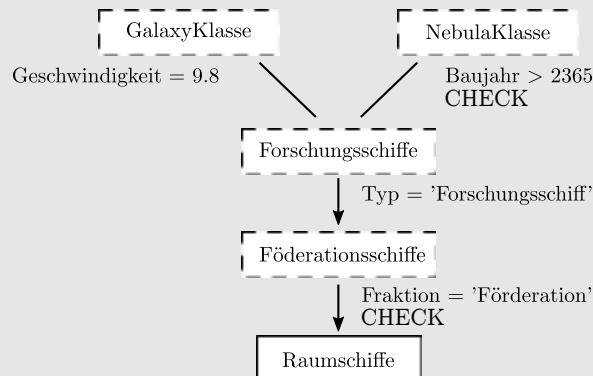 GalaxyKlasse
NebulaKlasse
Geschwindigkeit = 9.8
Baujahr > 2365
CHECK
Forschungsschiffe
Typ = 'Forschungsschiff'
Föderationsschiffe
Fraktion = 'Förderation'
CHECK
Raumschiffe